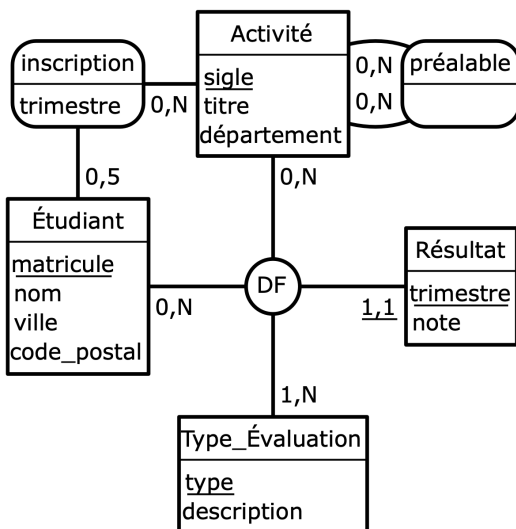 Activité
sigle
titre
département
inscription
trimestre
0,N
0,N
0,N
préalable
0,5
0,N
Étudiant
matricule
nom
ville
code_postal
0,N
DF
1,1
Résultat
trimestre
note
1,N
Type_Évaluation
type
description